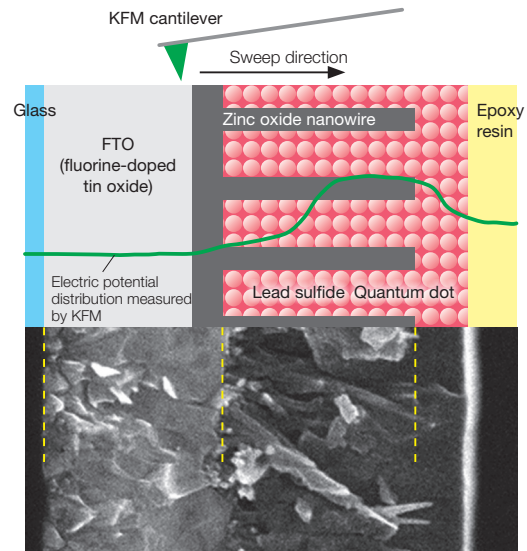 KFM cantilever
Sweep direction
Glass
Zinc oxide nanowire
Epoxy
resin
FTO
(fluorine-doped
tin oxide)
Electric potential
distribution measured
by KFM
Lead sulfide Quantum dot